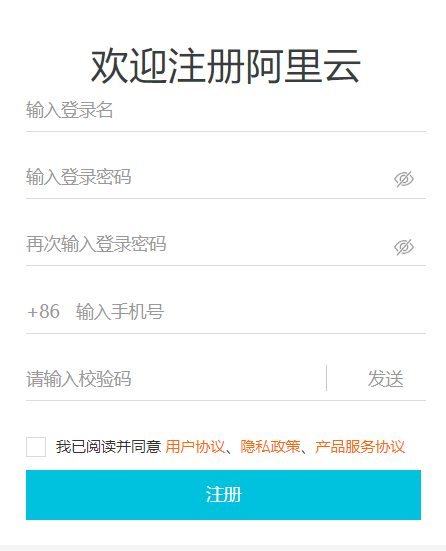 欢迎注册阿里云
输入登录名
输入登录密码
再次输入登录密码
+86 输入手机号
请输入校验码 发送
我已阅读并同意 用户协议、隐私政策、产品服务协议
注册